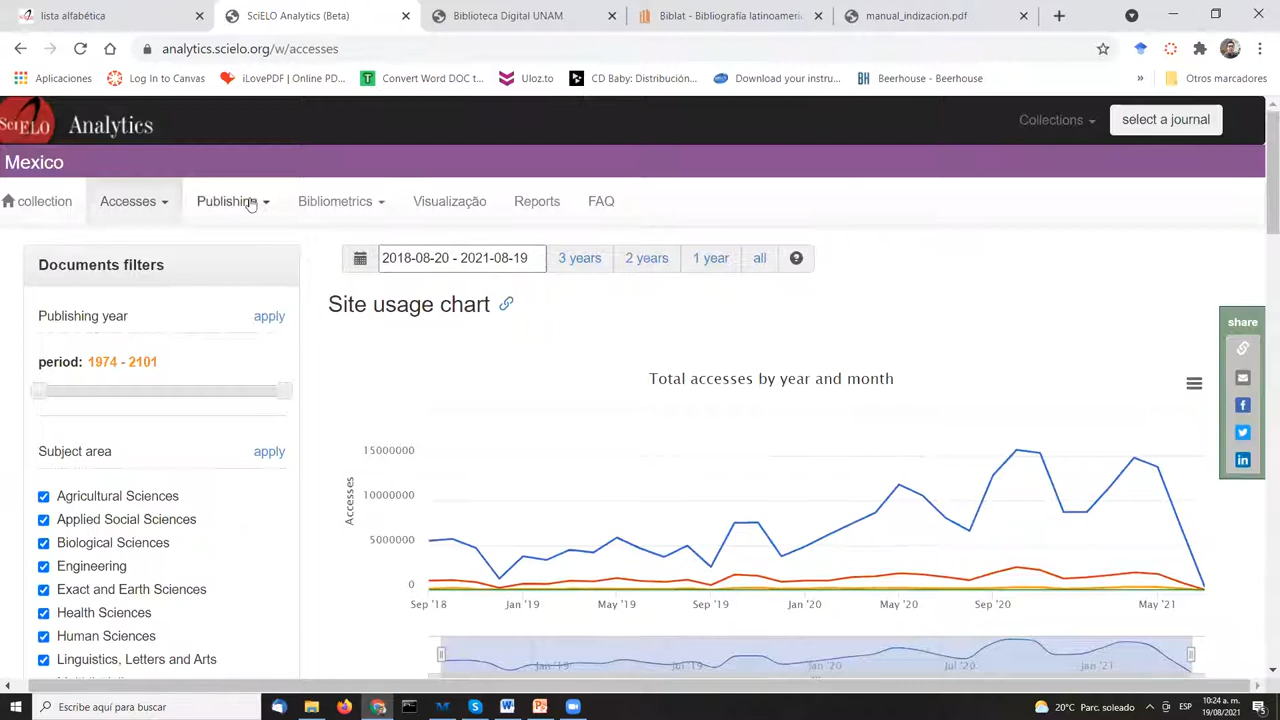 lista alfabética
SciELO Analytics (Beta)
Biblioteca Digital UNAM
Biblat - Bibliografía latinoameri
manual_indizacion.pdf
analytics.scielo.org/w/accesses
Aplicaciones
Log In to Canvas
iLovePDF | Online PD...
Convert Word DOC t...
Uloz.to
CD Baby: Distribución...
Download your instru...
BH Beerhouse - Beerhouse
»
Otros marcadores
SciELO Analytics
Collections
select a journal
Mexico
collection
Accesses
Publishing
Bibliometrics
Visualização
Reports
FAQ
Documents filters
Publishing year
apply
period: 1974 - 2101
Subject area
apply
Agricultural Sciences
Applied Social Sciences
Biological Sciences
Engineering
Exact and Earth Sciences
Health Sciences
Human Sciences
Linguistics, Letters and Arts
2018-08-20 - 2021-08-19
3 years
2 years
1 year
all
Site usage chart
Total accesses by year and month
Accesses
15000000
10000000
5000000
0
Sep '18
Jan '19
May '19
Sep '19
Jan '20
May '20
Sep '20
May '21
Jan '19
Jul '19
Jan '20
Jul '20
Jan '21
share
Escribe aquí para buscar
20°C Parc. soleado
ESP
10:24 a. m.
19/08/2021